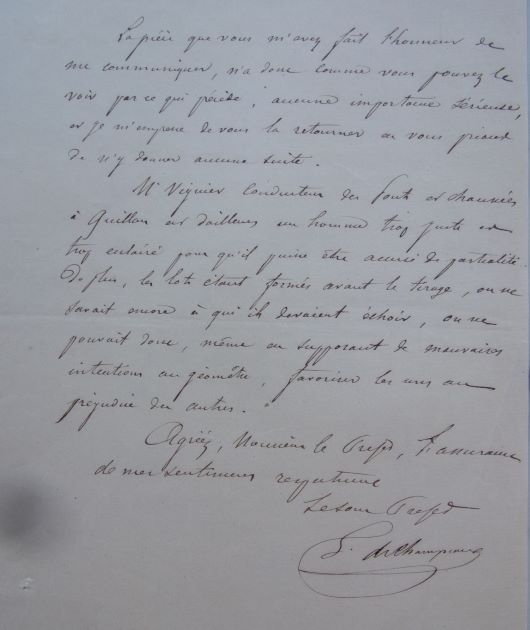 La pièce que vous m'avez fait l'honneur de
me communiquer, n'a donc comme vous pouvez le
voir par ce qui précède, aucune importance sérieuse,
et je m'empresse de vous la retourner en vous priant
de n'y donner aucune suite.
Mr Vignier Conducteur des ponts et chaussées
à Quillan est d'ailleurs un homme trop juste et
trop éclairé pour qu'il puisse être accusé de partialité.
De plus, les lots étant formés avant le tirage, on ne
savait encore à qui ils devaient échoir, on ne
pouvait donc, même en supposant de mauvaises
intentions au géomètre, favoriser les uns au
préjudice des autres.
Agréez, Monsieur le Préfet, l'assurance
de mes sentiments respectueux
Le sous Préfet